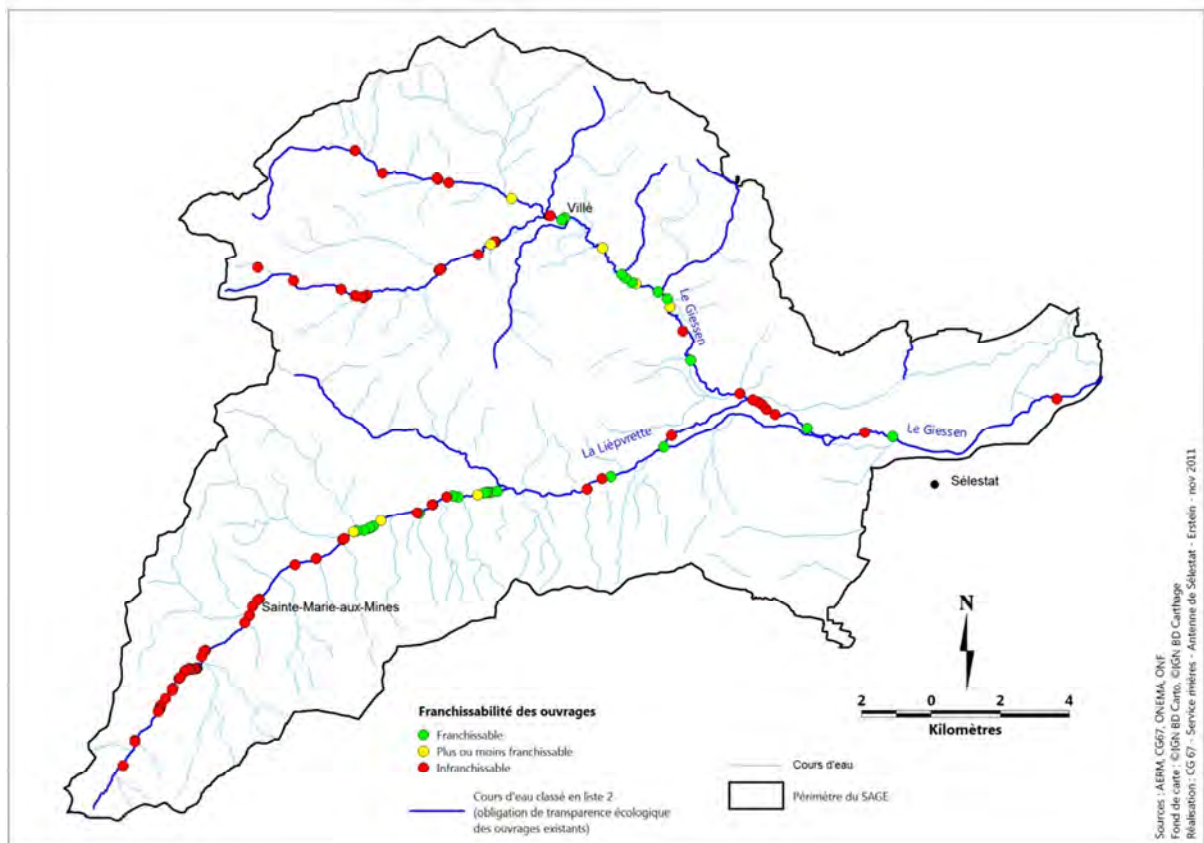 Villé
Le Giessen
La Lièpvrette
Le Giessen
Sélestat
Sainte-Marie-aux-Mines
N
2 0 2 4
Kilomètres
Franchissabilité des ouvrages
Franchissable
Plus ou moins franchissable
Infranchissable
Cours d'eau classé en liste 2
(obligation de transparence écologique
des ouvrages existants)
Cours d'eau
Périmètre du SAGE
Sources : AERM, CG67, ONEMA, ONF
Fond de carte : ©IGN BD Carto, ©IGN BD Carthage
Réalisation : CG 67 - Service rivières - Antenne de Sélestat - Erstein - nov 2011